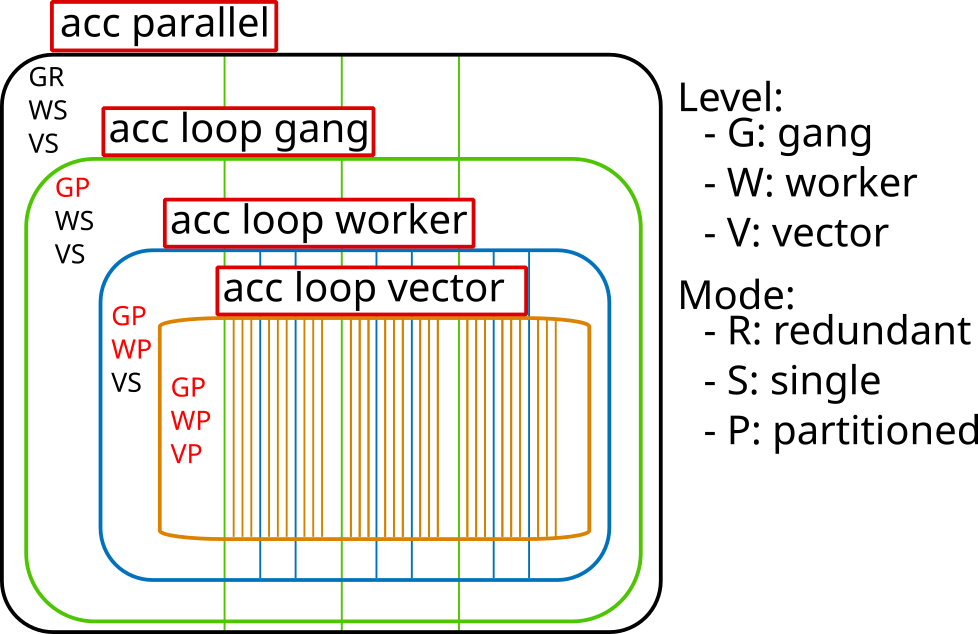 acc parallel
GR
WS
VS
acc loop gang
GP
WS
VS
acc loop worker
acc loop vector
GP
WP
VS
GP
WP
VP
Level:
- G: gang
- W: worker
- V: vector
Mode:
- R: redundant
- S: single
- P: partitioned